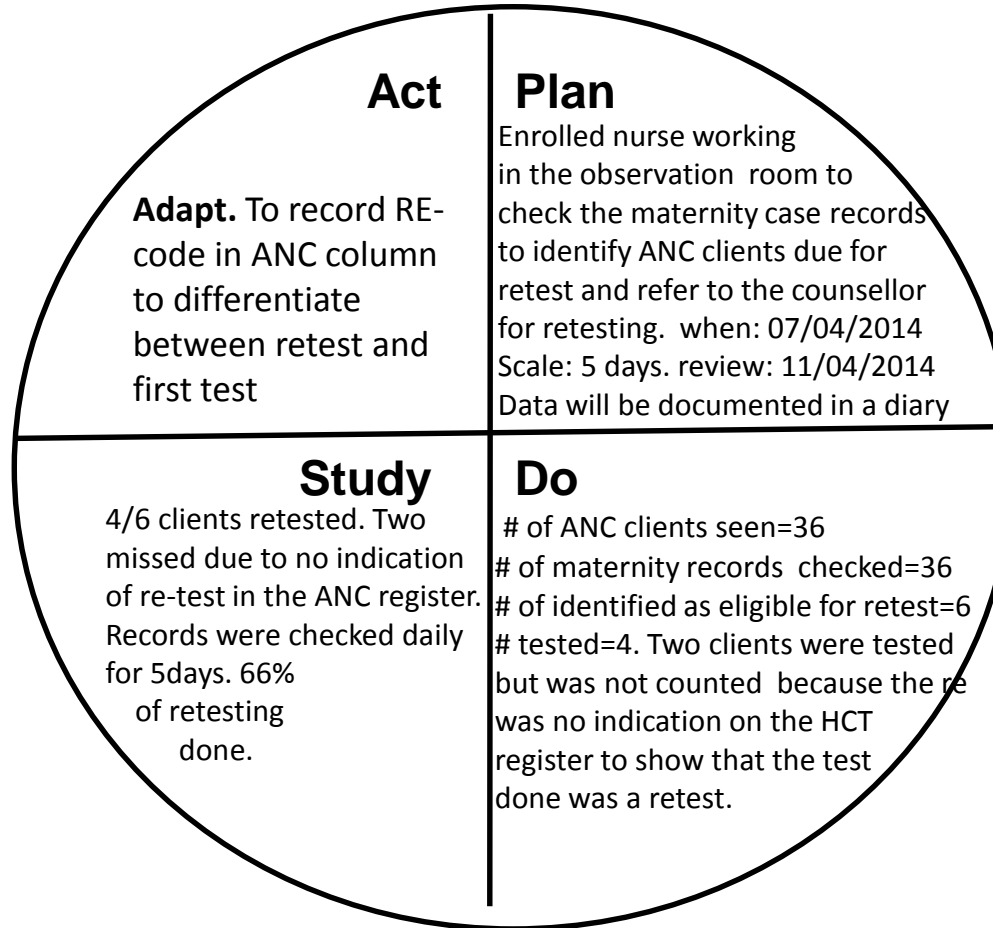 Act
Adapt. To record RE-
code in ANC column
to differentiate
between retest and
first test
Plan
Enrolled nurse working
in the observation room to
check the maternity case records
to identify ANC clients due for
retest and refer to the counsellor
for retesting. when: 07/04/2014
Scale: 5 days. review: 11/04/2014
Data will be documented in a diary
Study
4/6 clients retested. Two
missed due to no indication
of re-test in the ANC register.
Records were checked daily
for 5days. 66%
of retesting
done.
Do
# of ANC clients seen=36
# of maternity records checked=36
# of identified as eligible for retest=6
# tested=4. Two clients were tested
but was not counted because the re
was no indication on the HCT
register to show that the test
done was a retest.